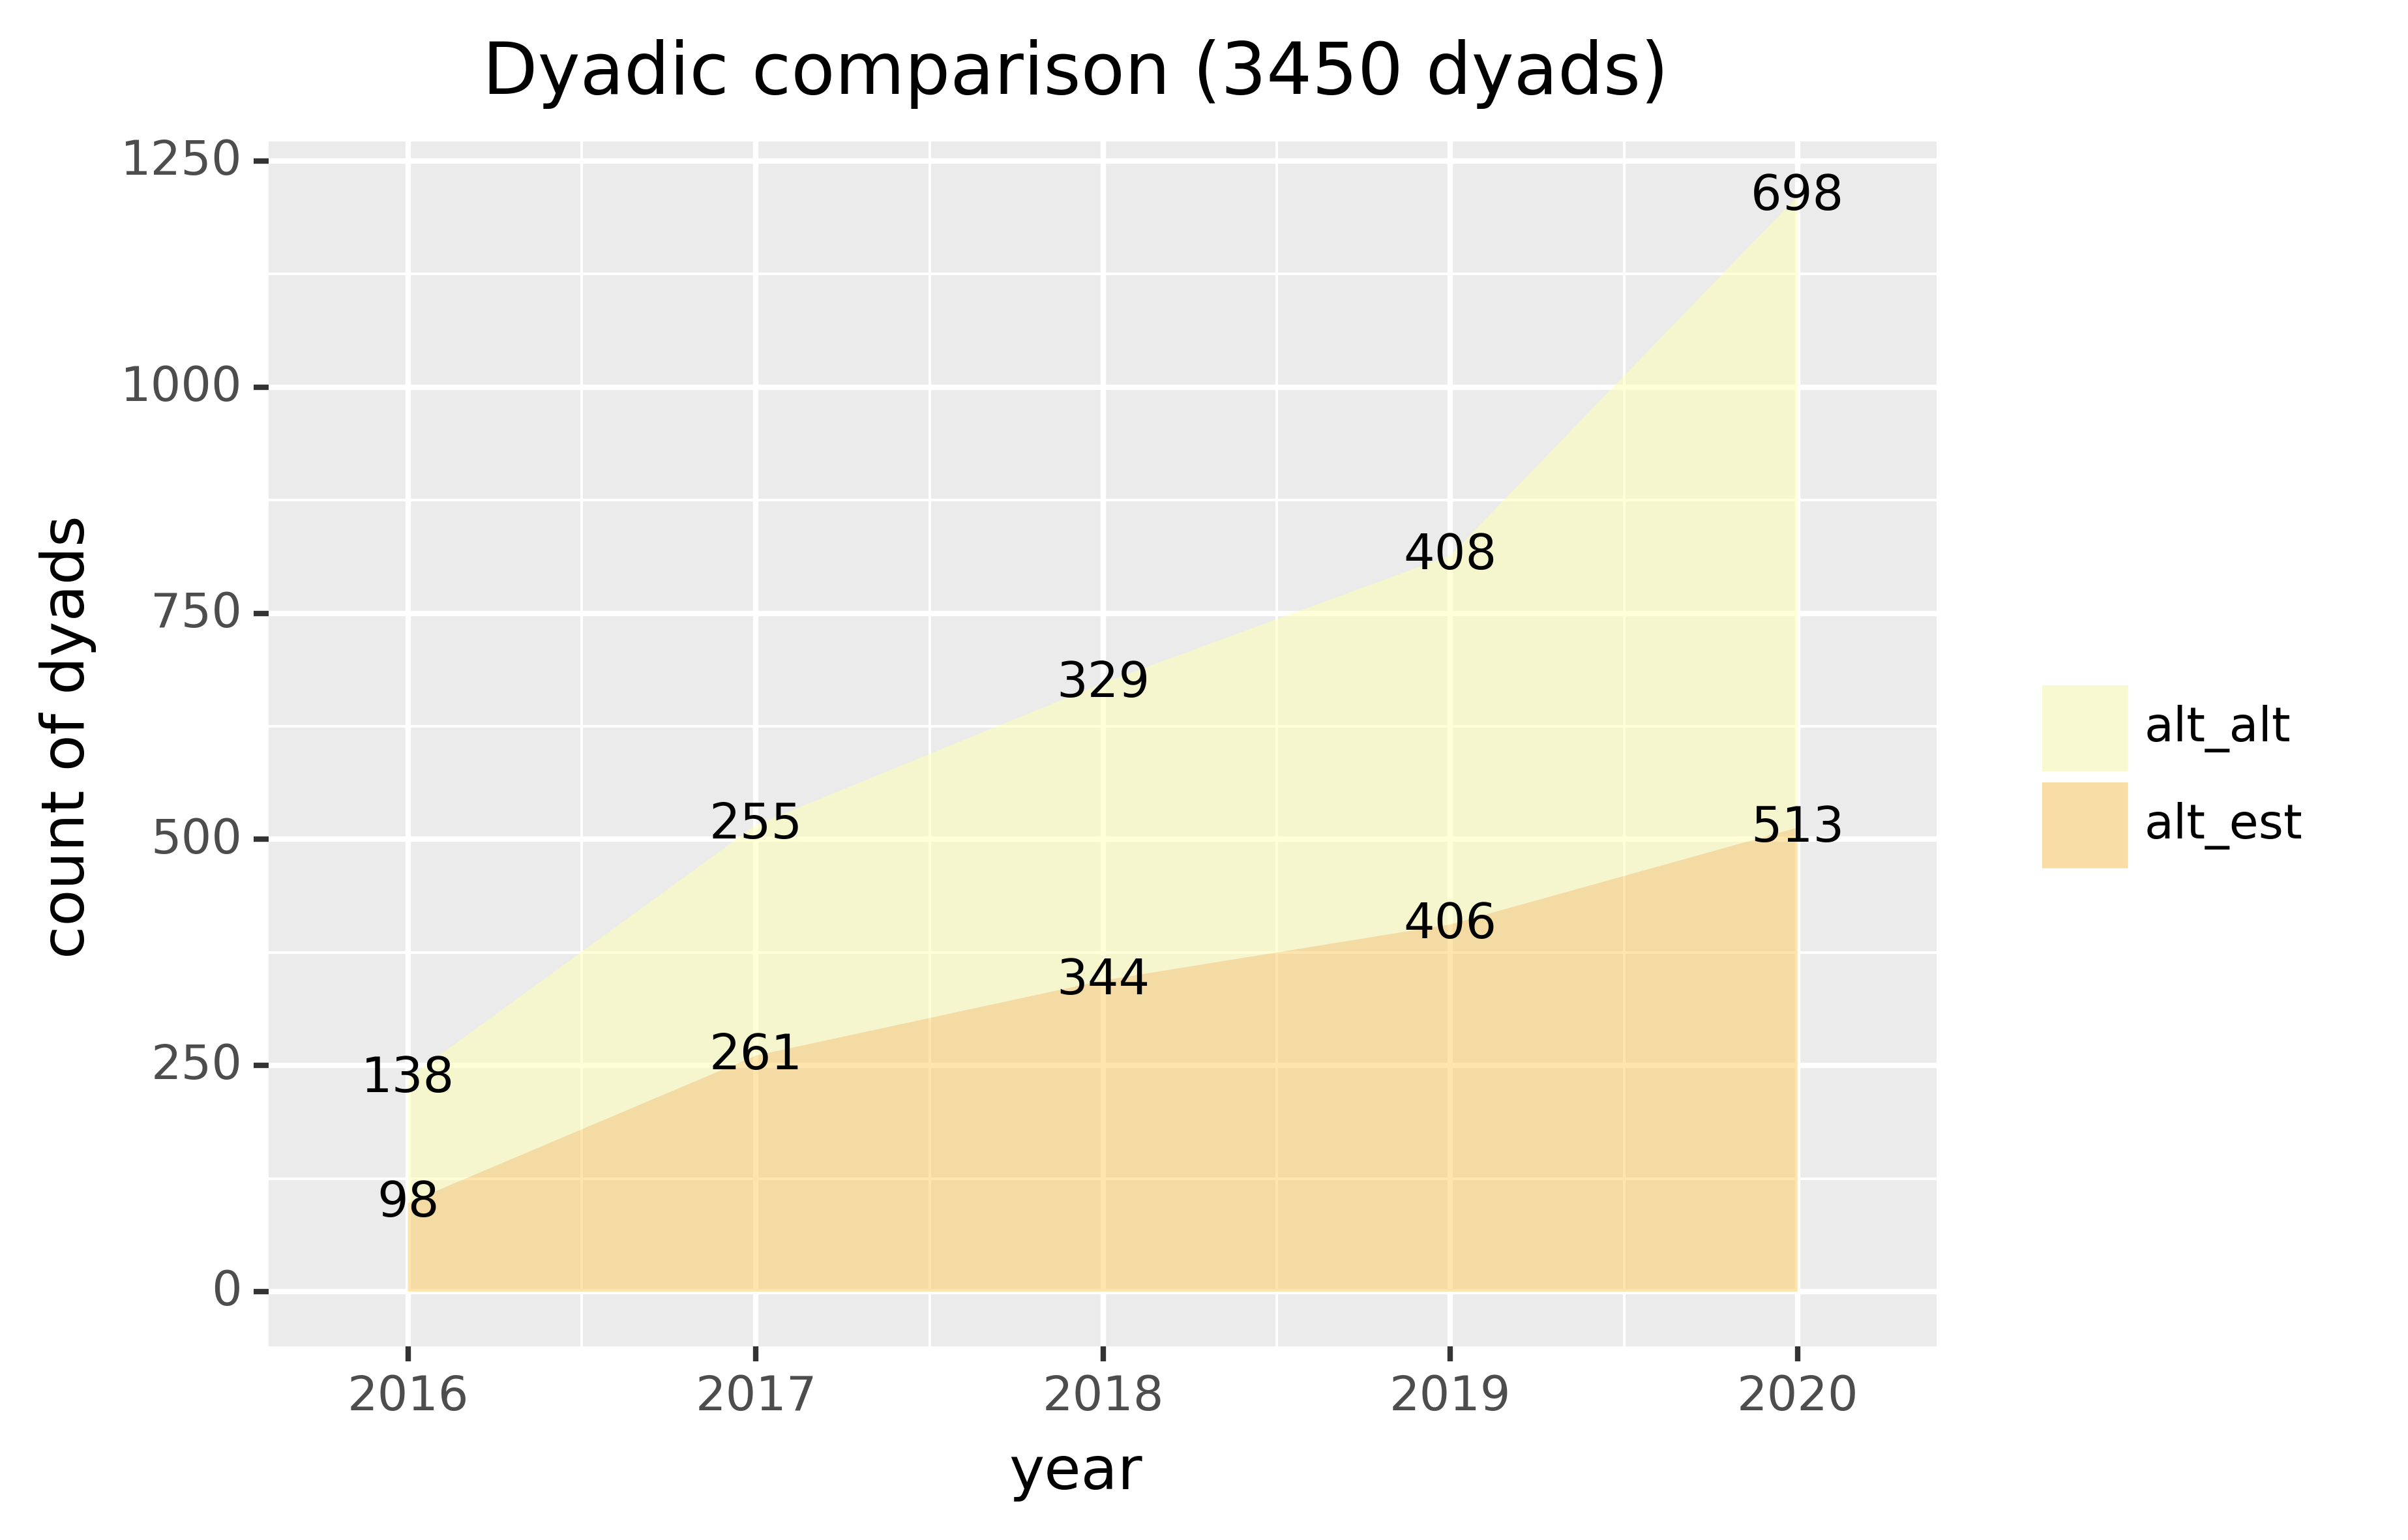 Dyadic comparison (3450 dyads)
count of dyads
1250
1000
750
500
250
0
698
408
329
255
138
513
406
344
261
98
2016 2017 2018 2019 2020
year
alt_alt
alt_est